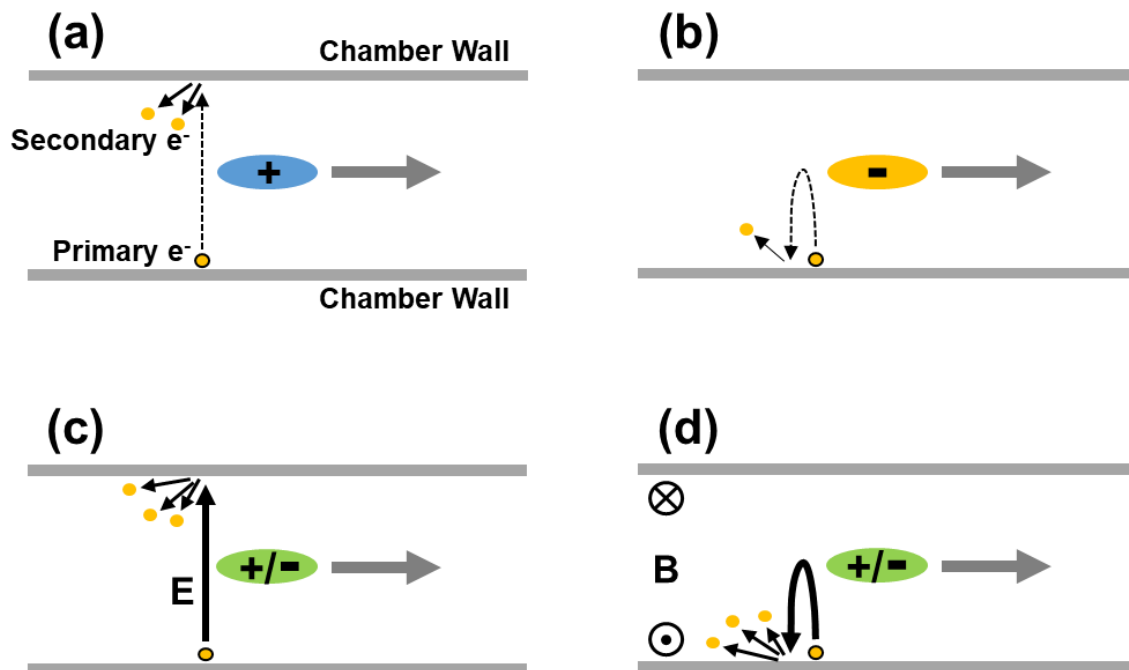 (a)
Chamber Wall
Secondary e⁻
+
Primary e⁻
Chamber Wall
(b)
-
(c)
+/-
E
(d)
+/-
B